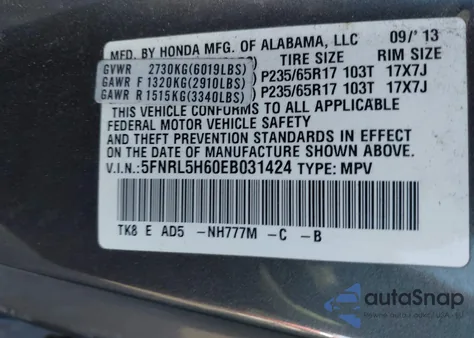 MFD. BY HONDA MFG. OF ALABAMA, LLC 09/'13
TIRE SIZE RIM SIZE
GVWR 2730KG(6019LBS)
GAWR F 1320KG(2910LBS) P235/65R17 103T 17X7J
GAWR R 1515KG(3340LBS) P235/65R17 103T 17X7J
THIS VEHICLE CONFORMS TO ALL APPLICABLE
FEDERAL MOTOR VEHICLE SAFETY
AND THEFT PREVENTION STANDARDS IN EFFECT ON
THE DATE OF MANUFACTURE SHOWN ABOVE.
V.I.N.: 5FNRL5H60EB031424 TYPE: MPV
TK8 E AD5 -NH777M -C -B
autoSnap